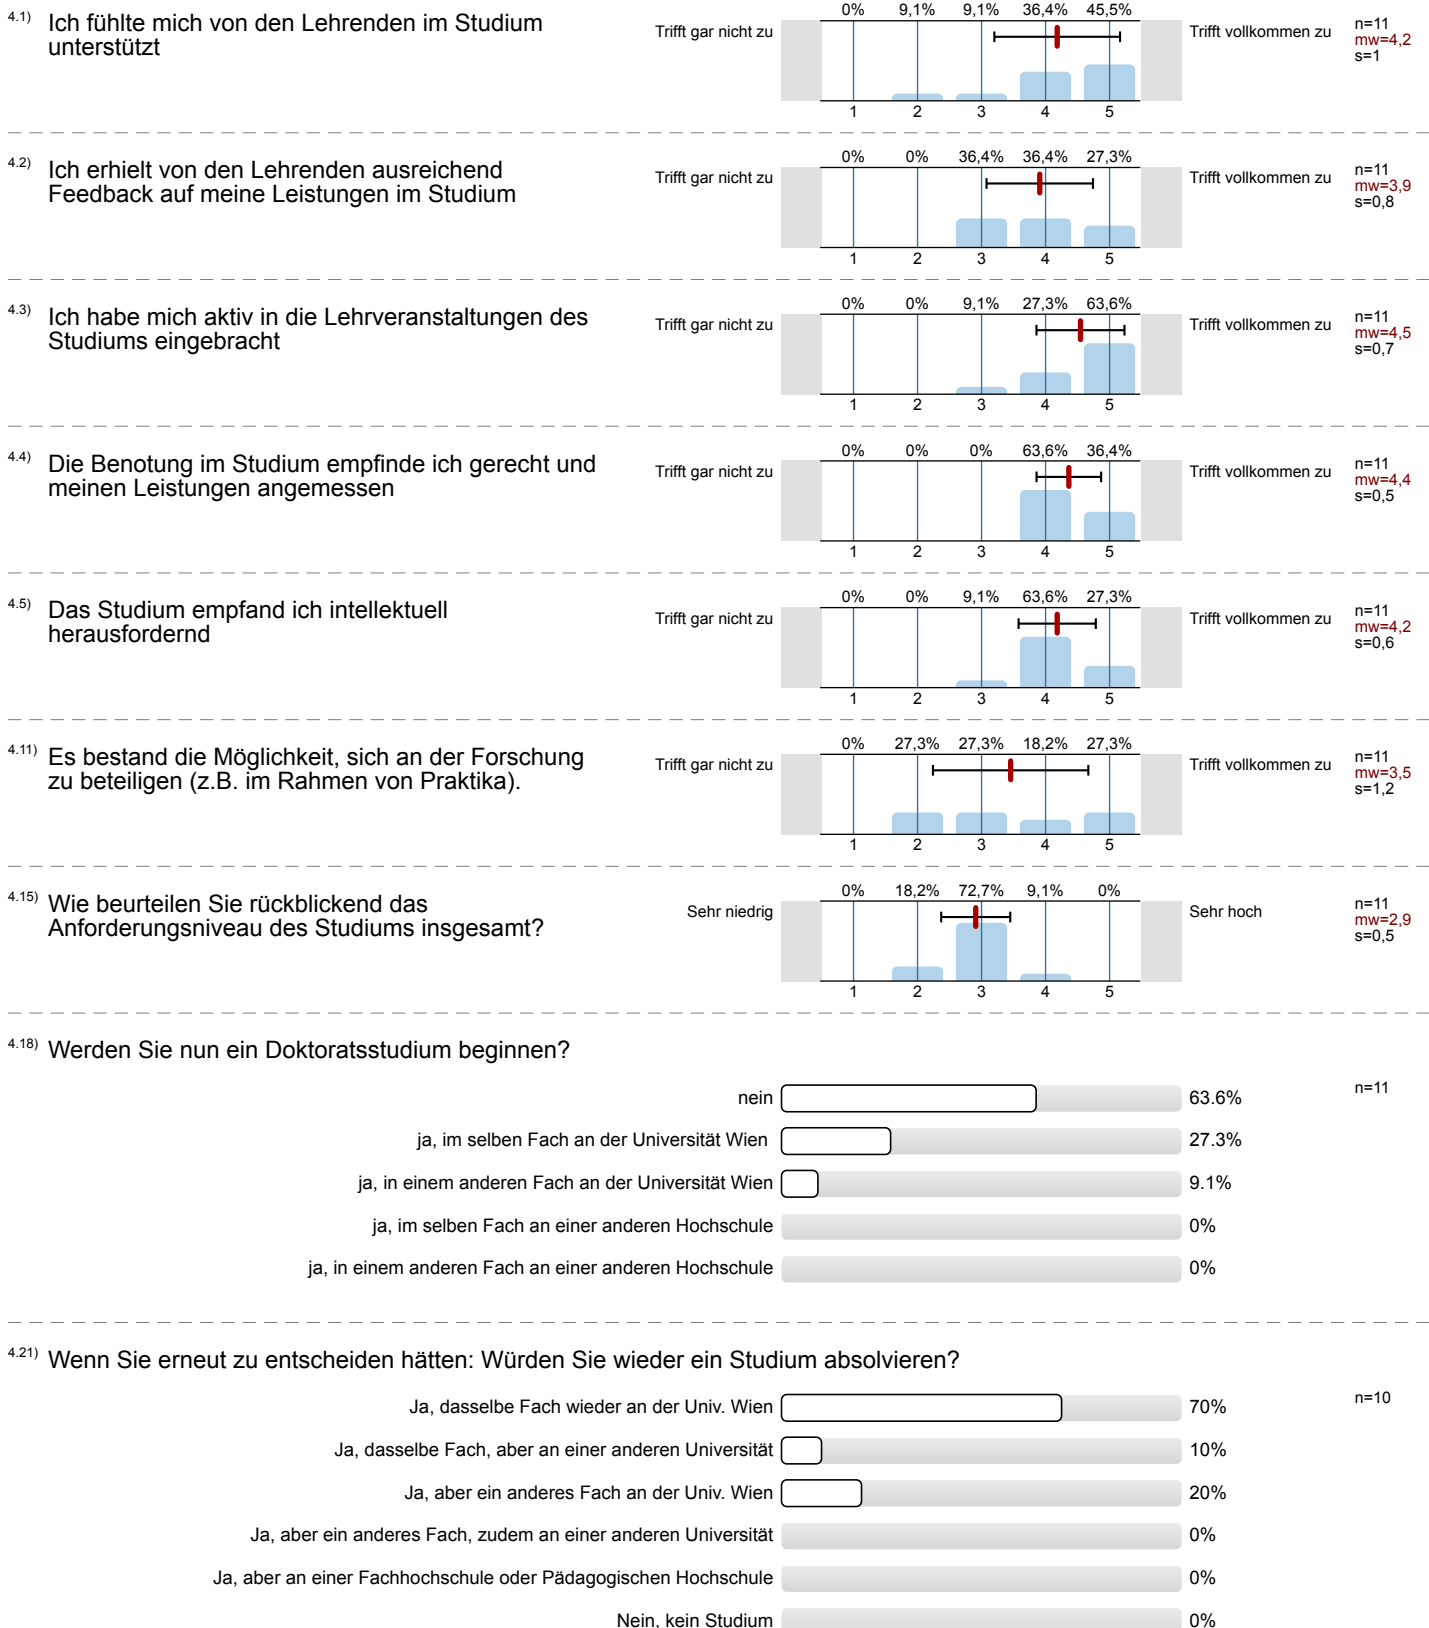 4.1) Ich fühlte mich von den Lehrenden im Studium
unterstützt
Trifft gar nicht zu
0% 9,1% 9,1% 36,4% 45,5%
1 2 3 4 5
Trifft vollkommen zu
n=11
mw=4,2
s=1
4.2) Ich erhielt von den Lehrenden ausreichend
Feedback auf meine Leistungen im Studium
Trifft gar nicht zu
0% 0% 36,4% 36,4% 27,3%
1 2 3 4 5
Trifft vollkommen zu
n=11
mw=3,9
s=0,8
4.3) Ich habe mich aktiv in die Lehrveranstaltungen des
Studiums eingebracht
Trifft gar nicht zu
0% 0% 9,1% 27,3% 63,6%
1 2 3 4 5
Trifft vollkommen zu
n=11
mw=4,5
s=0,7
4.4) Die Benotung im Studium empfinde ich gerecht und
meinen Leistungen angemessen
Trifft gar nicht zu
0% 0% 0% 63,6% 36,4%
1 2 3 4 5
Trifft vollkommen zu
n=11
mw=4,4
s=0,5
4.5) Das Studium empfand ich intellektuell
herausfordernd
Trifft gar nicht zu
0% 0% 9,1% 63,6% 27,3%
1 2 3 4 5
Trifft vollkommen zu
n=11
mw=4,2
s=0,6
4.11) Es bestand die Möglichkeit, sich an der Forschung
zu beteiligen (z.B. im Rahmen von Praktika).
Trifft gar nicht zu
0% 27,3% 27,3% 18,2% 27,3%
1 2 3 4 5
Trifft vollkommen zu
n=11
mw=3,5
s=1,2
4.15) Wie beurteilen Sie rückblickend das
Anforderungsniveau des Studiums insgesamt?
Sehr niedrig
0% 18,2% 72,7% 9,1% 0%
1 2 3 4 5
Sehr hoch
n=11
mw=2,9
s=0,5
4.18) Werden Sie nun ein Doktoratsstudium beginnen?
nein 63.6% n=11
ja, im selben Fach an der Universität Wien 27.3%
ja, in einem anderen Fach an der Universität Wien 9.1%
ja, im selben Fach an einer anderen Hochschule 0%
ja, in einem anderen Fach an einer anderen Hochschule 0%
4.21) Wenn Sie erneut zu entscheiden hätten: Würden Sie wieder ein Studium absolvieren?
Ja, dasselbe Fach wieder an der Univ. Wien 70% n=10
Ja, dasselbe Fach, aber an einer anderen Universität 10%
Ja, aber ein anderes Fach an der Univ. Wien 20%
Ja, aber ein anderes Fach, zudem an einer anderen Universität 0%
Ja, aber an einer Fachhochschule oder Pädagogischen Hochschule 0%
Nein, kein Studium 0%